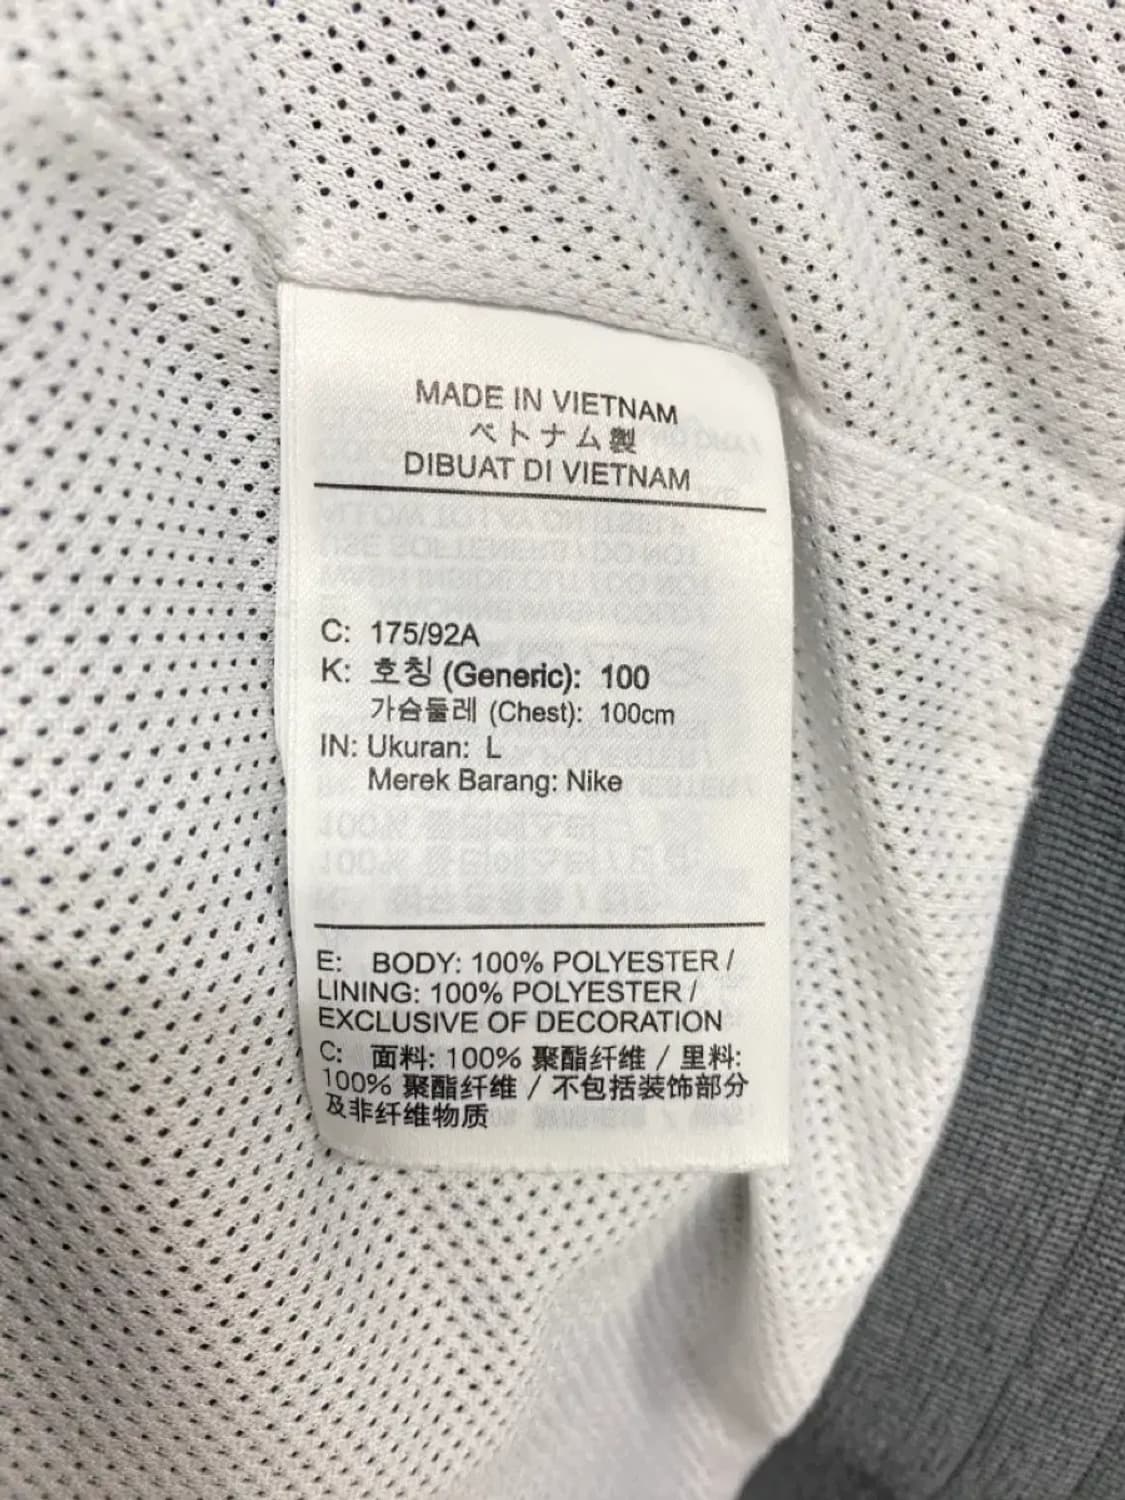 MADE IN VIETNAM
ベトナム製
DIBUAT DI VIETNAM
C: 175/92A
K: 호칭 (Generic): 100
가슴둘레 (Chest): 100cm
IN: Ukuran: L
Merek Barang: Nike
E: BODY: 100% POLYESTER /
LINING: 100% POLYESTER /
EXCLUSIVE OF DECORATION
C: 面料: 100% 聚酯纤维 / 里料:
100% 聚酯纤维 / 不包括装饰部分
及非纤维物质